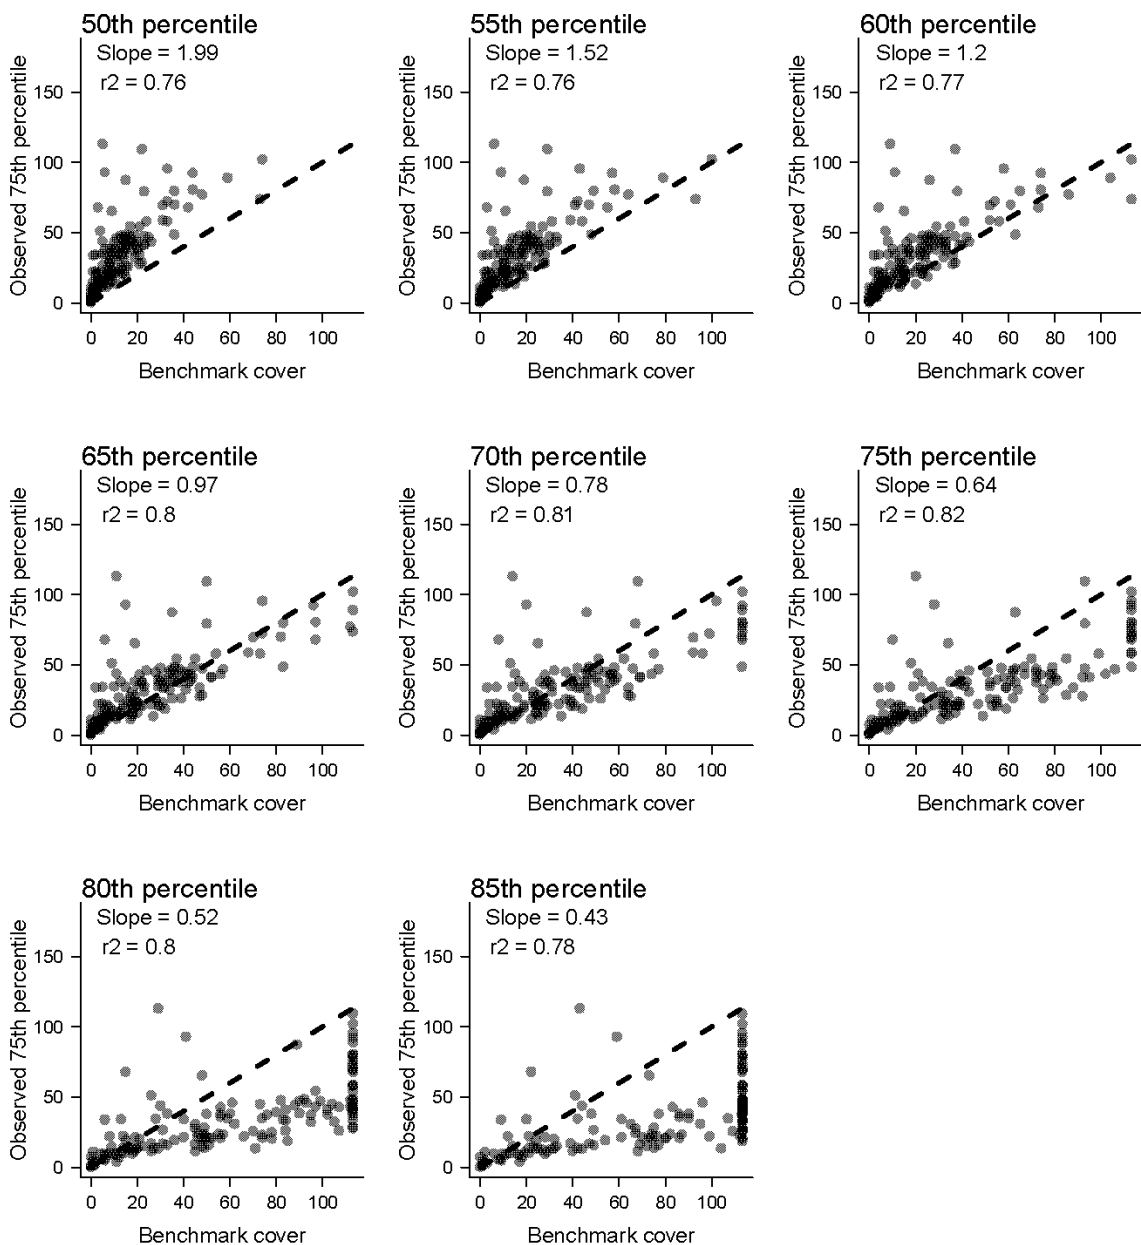 50th percentile
Slope = 1.99
r2 = 0.76
Observed 75th percentile
150
100
50
0
0 20 40 60 80 100
Benchmark cover
55th percentile
Slope = 1.52
r2 = 0.76
Observed 75th percentile
150
100
50
0
0 20 40 60 80 100
Benchmark cover
60th percentile
Slope = 1.2
r2 = 0.77
Observed 75th percentile
150
100
50
0
0 20 40 60 80 100
Benchmark cover
65th percentile
Slope = 0.97
r2 = 0.8
Observed 75th percentile
150
100
50
0
0 20 40 60 80 100
Benchmark cover
70th percentile
Slope = 0.78
r2 = 0.81
Observed 75th percentile
150
100
50
0
0 20 40 60 80 100
Benchmark cover
75th percentile
Slope = 0.64
r2 = 0.82
Observed 75th percentile
150
100
50
0
0 20 40 60 80 100
Benchmark cover
80th percentile
Slope = 0.52
r2 = 0.8
Observed 75th percentile
150
100
50
0
0 20 40 60 80 100
Benchmark cover
85th percentile
Slope = 0.43
r2 = 0.78
Observed 75th percentile
150
100
50
0
0 20 40 60 80 100
Benchmark cover